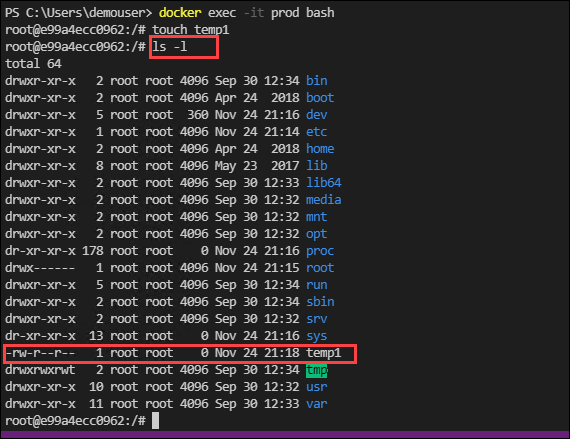 PS C:\Users\demouser> docker exec -it prod bash
root@e99a4ecc0962:/# touch temp1
root@e99a4ecc0962:/# ls -l
total 64
drwxr-xr-x   2 root root 4096 Sep 30 12:34 bin
drwxr-xr-x   2 root root 4096 Apr 24  2018 boot
drwxr-xr-x   5 root root  360 Nov 24 21:16 dev
drwxr-xr-x   1 root root 4096 Nov 24 21:14 etc
drwxr-xr-x   2 root root 4096 Apr 24  2018 home
drwxr-xr-x   8 root root 4096 May 23  2017 lib
drwxr-xr-x   2 root root 4096 Sep 30 12:33 lib64
drwxr-xr-x   2 root root 4096 Sep 30 12:32 media
drwxr-xr-x   2 root root 4096 Sep 30 12:32 mnt
drwxr-xr-x   2 root root 4096 Sep 30 12:32 opt
dr-xr-xr-x 178 root root    0 Nov 24 21:16 proc
drwx------   1 root root 4096 Nov 24 21:15 root
drwxr-xr-x   5 root root 4096 Sep 30 12:34 run
drwxr-xr-x   2 root root 4096 Sep 30 12:34 sbin
drwxr-xr-x   2 root root 4096 Sep 30 12:32 srv
dr-xr-xr-x  13 root root    0 Nov 24 21:16 sys
-rw-r--r--   1 root root    0 Nov 24 21:18 temp1
drwxrwxrwt   2 root root 4096 Sep 30 12:34 tmp
drwxr-xr-x  10 root root 4096 Sep 30 12:32 usr
drwxr-xr-x  11 root root 4096 Sep 30 12:33 var
root@e99a4ecc0962:/#